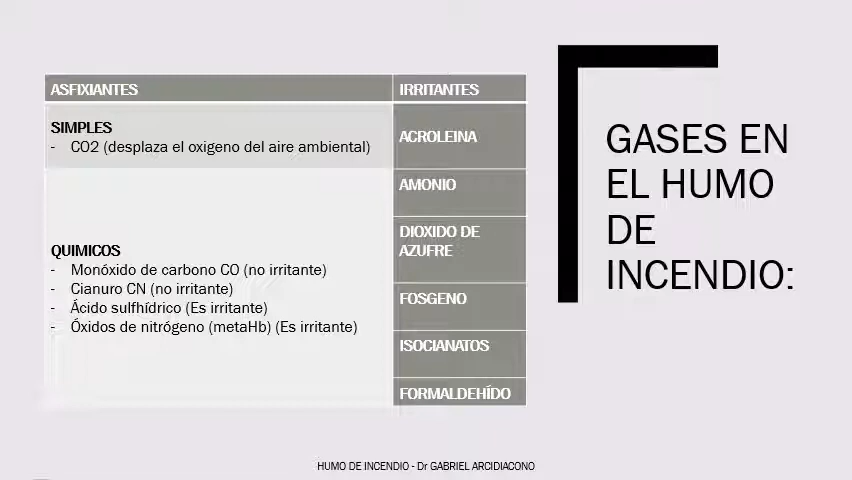 ASFIXIANTES
IRRITANTES
SIMPLES
- CO2 (desplaza el oxigeno del aire ambiental)
ACROLEINA
AMONIO
DIOXIDO DE
AZUFRE
QUIMICOS
- Monóxido de carbono CO (no irritante)
- Cianuro CN (no irritante)
- Ácido sulfhídrico (Es irritante)
- Óxidos de nitrógeno (metaHb) (Es irritante)
FOSGENO
ISOCIANATOS
FORMALDEHÍDO
GASES EN
EL HUMO
DE
INCENDIO:
HUMO DE INCENDIO - Dr GABRIEL ARCIDIACONO